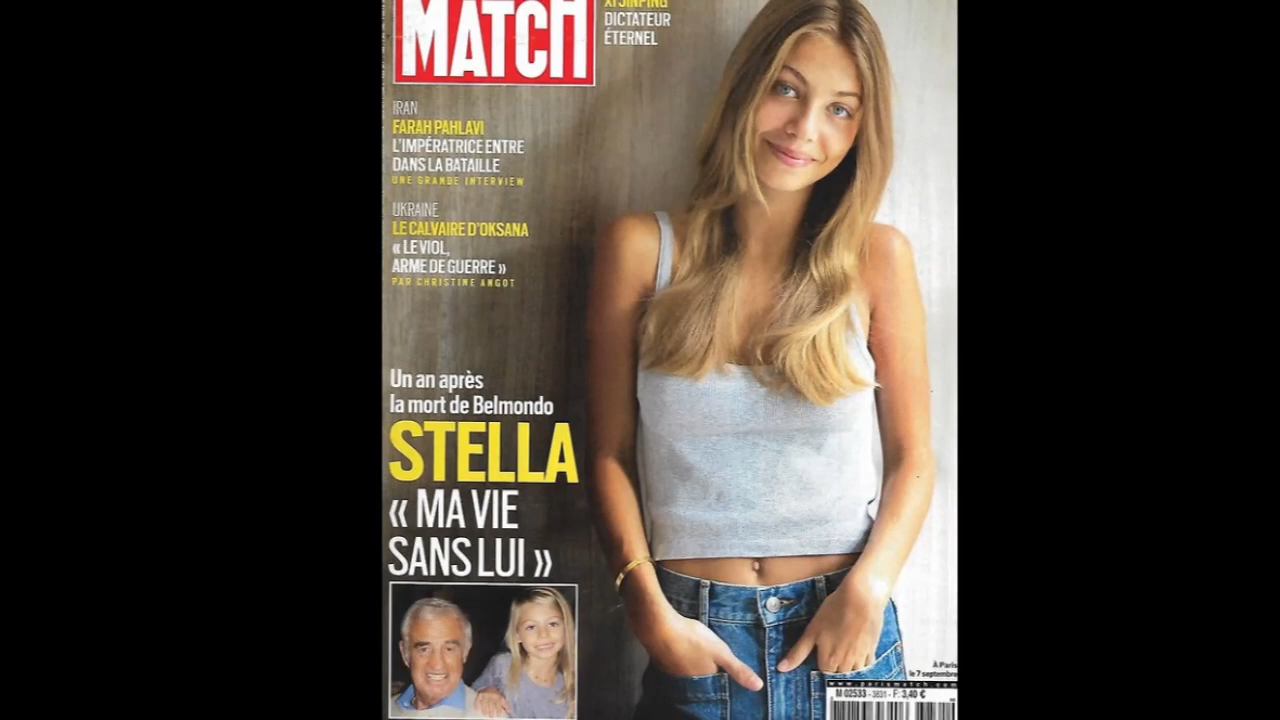 MATCH
XI JINPING
DICTATEUR
ÉTERNEL
IRAN
FARAH PAHLAVI
L'IMPÉRATRICE ENTRE
DANS LA BATAILLE
UNE GRANDE INTERVIEW
UKRAINE
LE CALVAIRE D'OKSANA
« LE VIOL,
ARME DE GUERRE »
PAR CHRISTINE ANGOT
Un an après
la mort de Belmondo
STELLA
« MA VIE
SANS LUI »
À Paris
le 7 septembre
www.parismatch.com
M 02533 - 3831 - F: 3,40 €